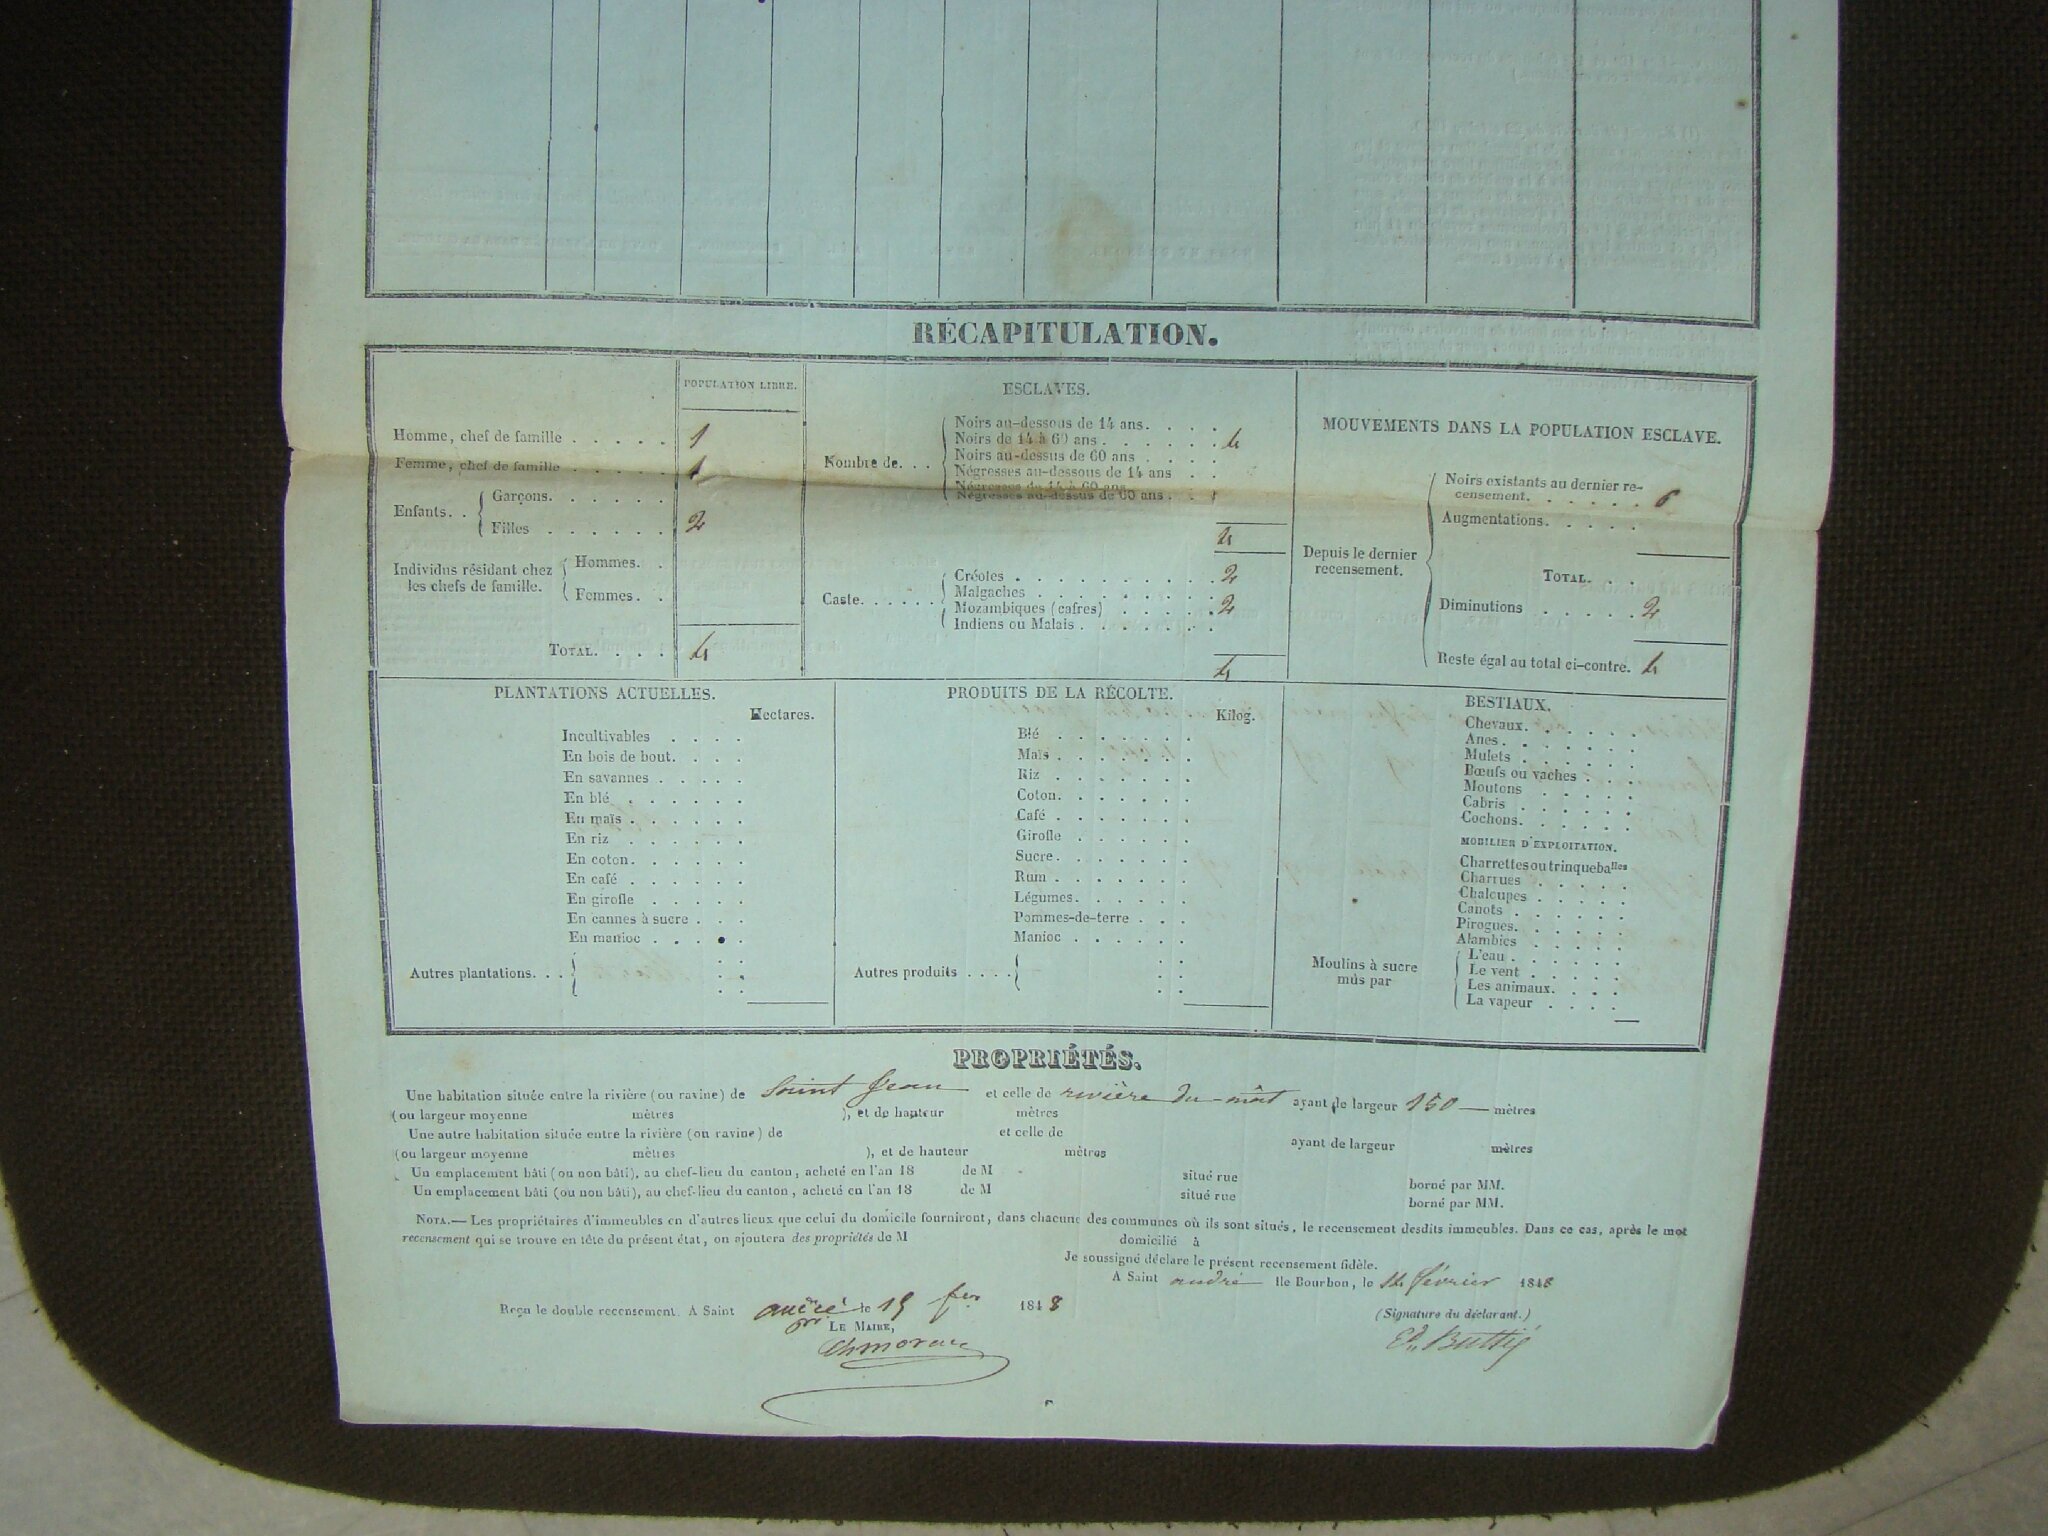 RÉCAPITULATION.
POPULATION LIBRE.
Homme, chef de famille . . . . . 1
Femme, chef de famille . . . . . 1
Enfants. . . Garçons. . . . . .
Filles . . . . . . 2
Individus résidant chez les chefs de famille. Hommes. . .
Femmes. . .
TOTAL. . . . 4
ESCLAVES.
Nombre de. . . Noirs au-dessous de 14 ans. . . .
Noirs de 14 à 60 ans . . . . . . 4
Noirs au-dessus de 60 ans . . . .
Négresses au-dessous de 14 ans . .
Négresses de 14 à 60 ans
Négresses au-dessus de 60 ans . . .
4
Caste. . . . . . Créoles . . . . . . . . . . . 2
Malgaches . . . . . . . . . .
Mozambiques (cafres) . . . . . . 2
Indiens ou Malais . . . . . . . .
4
MOUVEMENTS DANS LA POPULATION ESCLAVE.
Depuis le dernier recensement.
Noirs existants au dernier re-
censement. . . . . . 6
Augmentations. . . . .
TOTAL. . .
Diminutions . . . . . 2
Reste égal au total ci-contre. 4
PLANTATIONS ACTUELLES.
Hectares.
Incultivables . . . .
En bois de bout. . . .
En savannes . . . . .
En blé . . . . . .
En maïs . . . . . .
En riz . . . . . .
En coton. . . . . .
En café . . . . . .
En girofle . . . . .
En cannes à sucre . . .
En manioc . . . . .
Autres plantations. . .
PRODUITS DE LA RÉCOLTE.
Kilog.
Blé . . . . . . .
Maïs . . . . . . .
Riz . . . . . . .
Coton. . . . . . .
Café . . . . . . .
Girofle . . . . . .
Sucre. . . . . . .
Rum . . . . . . .
Légumes. . . . . .
Pommes-de-terre . . .
Manioc . . . . . .
Autres produits . . . .
BESTIAUX.
Chevaux. . . . . .
Anes. . . . . . .
Mulets . . . . . .
Bœufs ou vaches . . .
Moutons . . . . .
Cabris . . . . . .
Cochons. . . . . .
MOBILIER D'EXPLOITATION.
Charrettes ou trinqueballes
Charrues . . . . .
Chaloupes . . . . .
Canots . . . . . .
Pirogues. . . . . .
Alambics . . . . .
Moulins à sucre mûs par
L'eau . . . . . .
Le vent . . . . .
Les animaux. . . .
La vapeur . . . .
PROPRIÉTÉS.
Une habitation située entre la rivière (ou ravine) de Saint Jean et celle de rivière du mât ayant de largeur 150 — mètres
(ou largeur moyenne mètres ), et de hauteur mètres
Une autre habitation située entre la rivière (ou ravine) de et celle de ayant de largeur mètres
(ou largeur moyenne mètres ), et de hauteur mètres
Un emplacement bâti (ou non bâti), au chef-lieu du canton, acheté en l'an 18 de M situé rue borné par MM.
Un emplacement bâti (ou non bâti), au chef-lieu du canton, acheté en l'an 18 de M situé rue borné par MM.
NOTA.— Les propriétaires d'immeubles en d'autres lieux que celui du domicile fourniront, dans chacune des communes où ils sont situés, le recensement desdits immeubles. Dans ce cas, après le mot
recensement qui se trouve en tête du présent état, on ajoutera des propriétés de M domicilié à
Je soussigné déclare le présent recensement fidèle.
A Saint andré Ile Bourbon, le 14 février 1848
Reçu le double recensement. A Saint andré le 15 fer 1848
(Signature du déclarant.)
LE MAIRE,